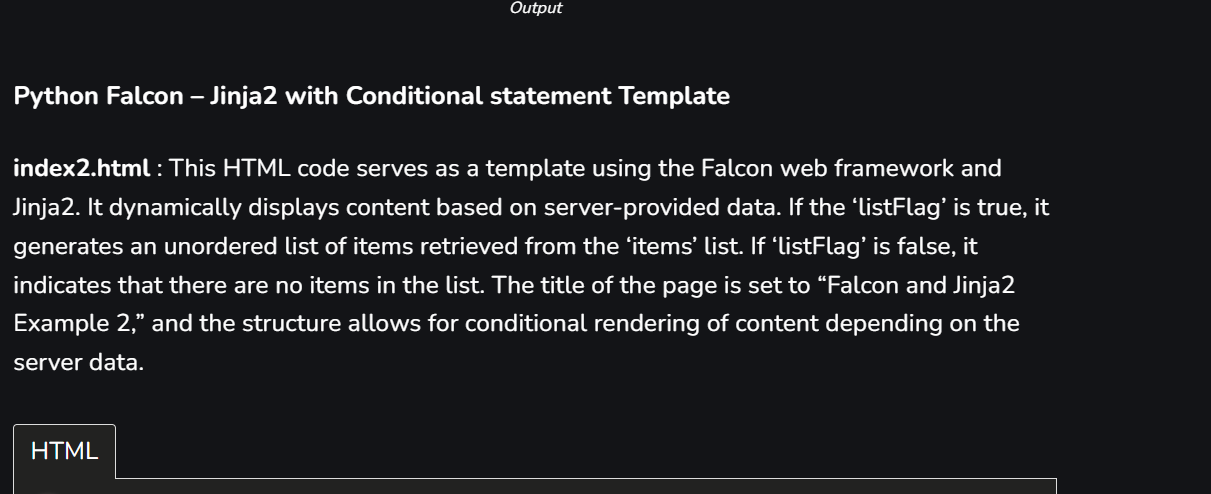 Output
Python Falcon – Jinja2 with Conditional statement Template
index2.html : This HTML code serves as a template using the Falcon web framework and
Jinja2. It dynamically displays content based on server-provided data. If the ‘listFlag’ is true, it
generates an unordered list of items retrieved from the ‘items’ list. If ‘listFlag’ is false, it
indicates that there are no items in the list. The title of the page is set to “Falcon and Jinja2
Example 2,” and the structure allows for conditional rendering of content depending on the
server data.
HTML